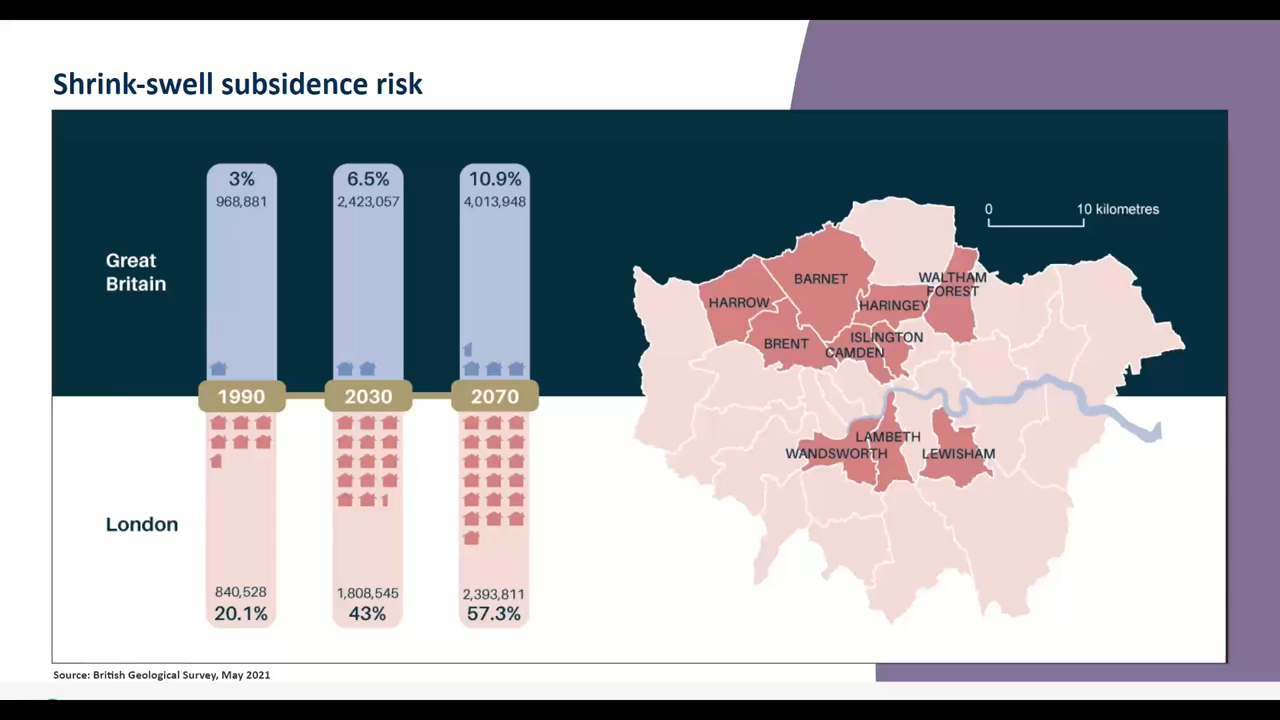 Shrink-swell subsidence risk
3%
968,881
6.5%
2,423,057
10.9%
4,013,948
Great
Britain
1990
2030
2070
London
840,528
20.1%
1,808,545
43%
2,393,811
57.3%
0
10 kilometres
BARNET
WALTHAM
FOREST
HARROW
HARINGEY
BRENT
ISLINGTON
CAMDEN
LAMBETH
WANDSWORTH
LEWISHAM
Source: British Geological Survey, May 2021